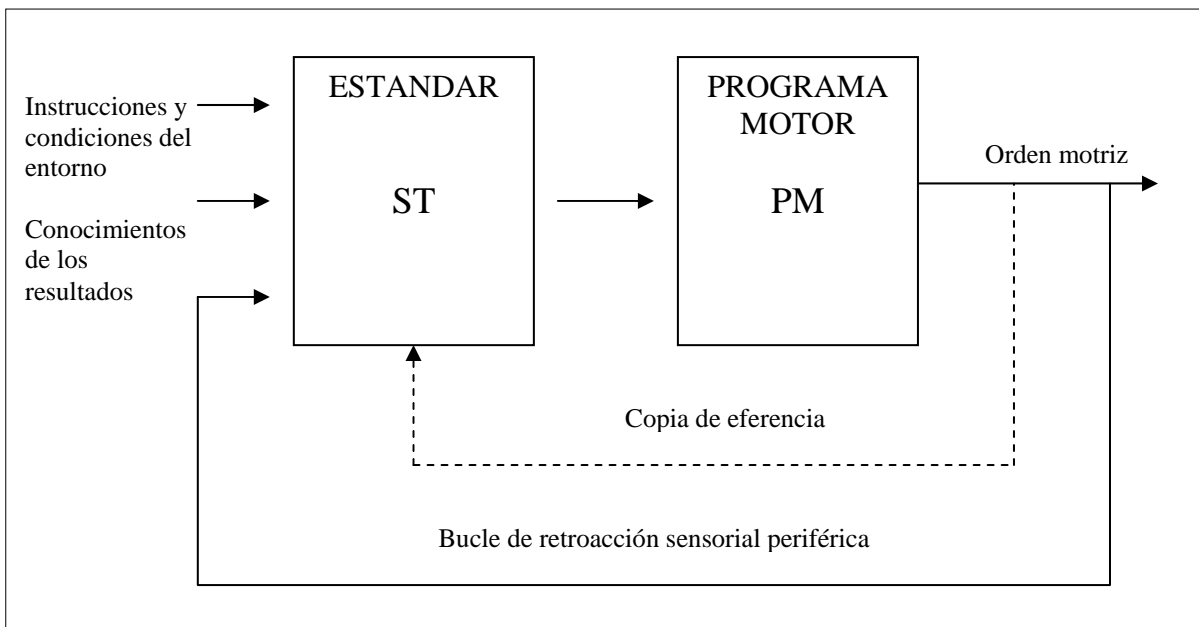 Instrucciones y
condiciones del
entorno
Conocimientos
de los
resultados
ESTANDAR
ST
PROGRAMA
MOTOR
PM
Orden motriz
Copia de eferencia
Bucle de retroacción sensorial periférica